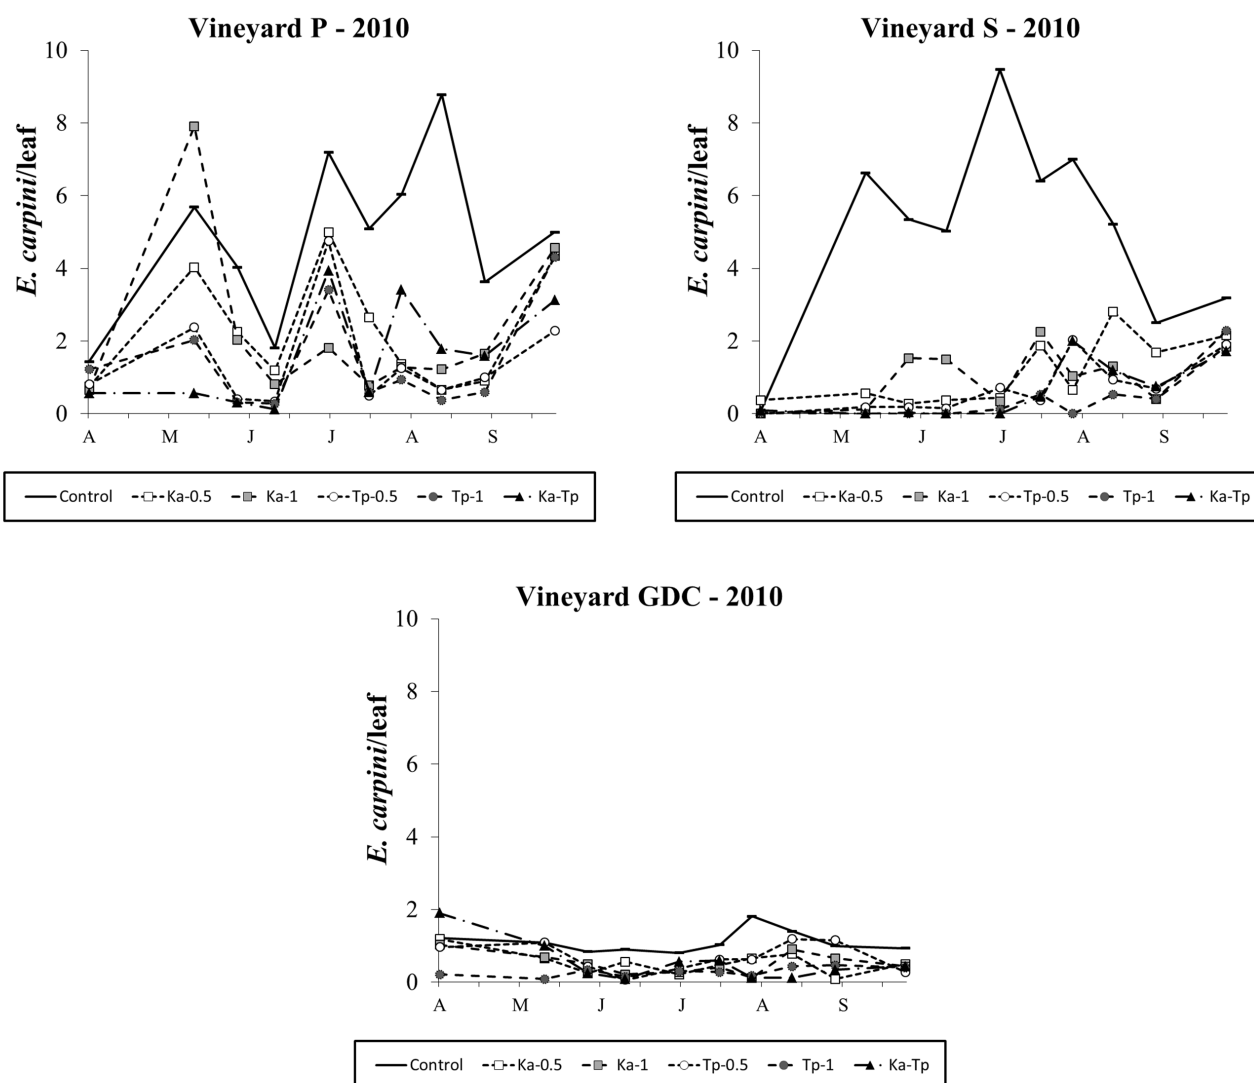 Vineyard P - 2010
10
8
6
4
2
0
E. carpini/leaf
A M J J A S
Control Ka-0.5 Ka-1 Tp-0.5 Tp-1 Ka-Tp
Vineyard S - 2010
10
8
6
4
2
0
E. carpini/leaf
A M J J A S
Control Ka-0.5 Ka-1 Tp-0.5 Tp-1 Ka-Tp
Vineyard GDC - 2010
10
8
6
4
2
0
E. carpini/leaf
A M J J A S
Control Ka-0.5 Ka-1 Tp-0.5 Tp-1 Ka-Tp